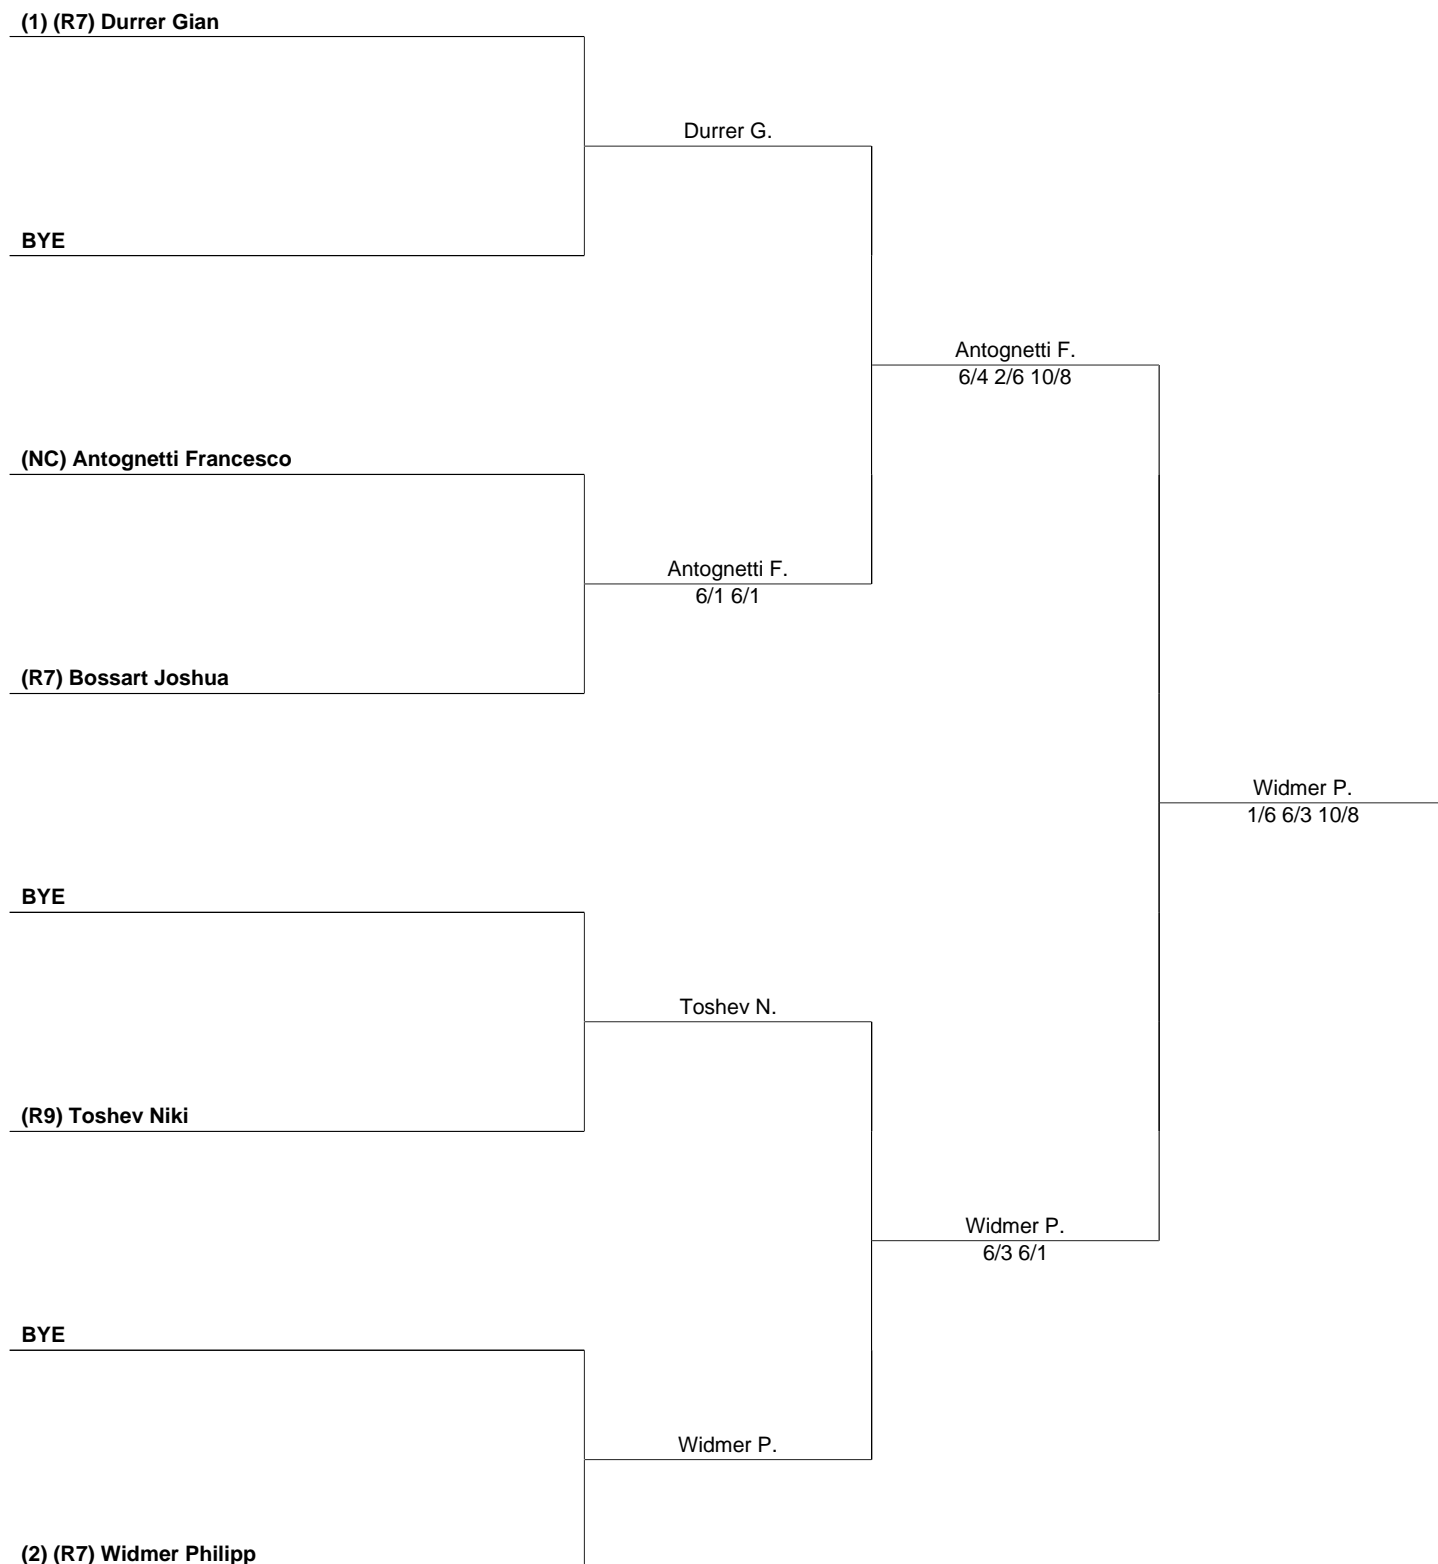 (1) (R7) Durrer Gian
Durrer G.
BYE
Antognetti F.
6/4 2/6 10/8
(NC) Antognetti Francesco
Antognetti F.
6/1 6/1
(R7) Bossart Joshua
Widmer P.
1/6 6/3 10/8
BYE
Toshev N.
(R9) Toshev Niki
Widmer P.
6/3 6/1
BYE
Widmer P.
(2) (R7) Widmer Philipp